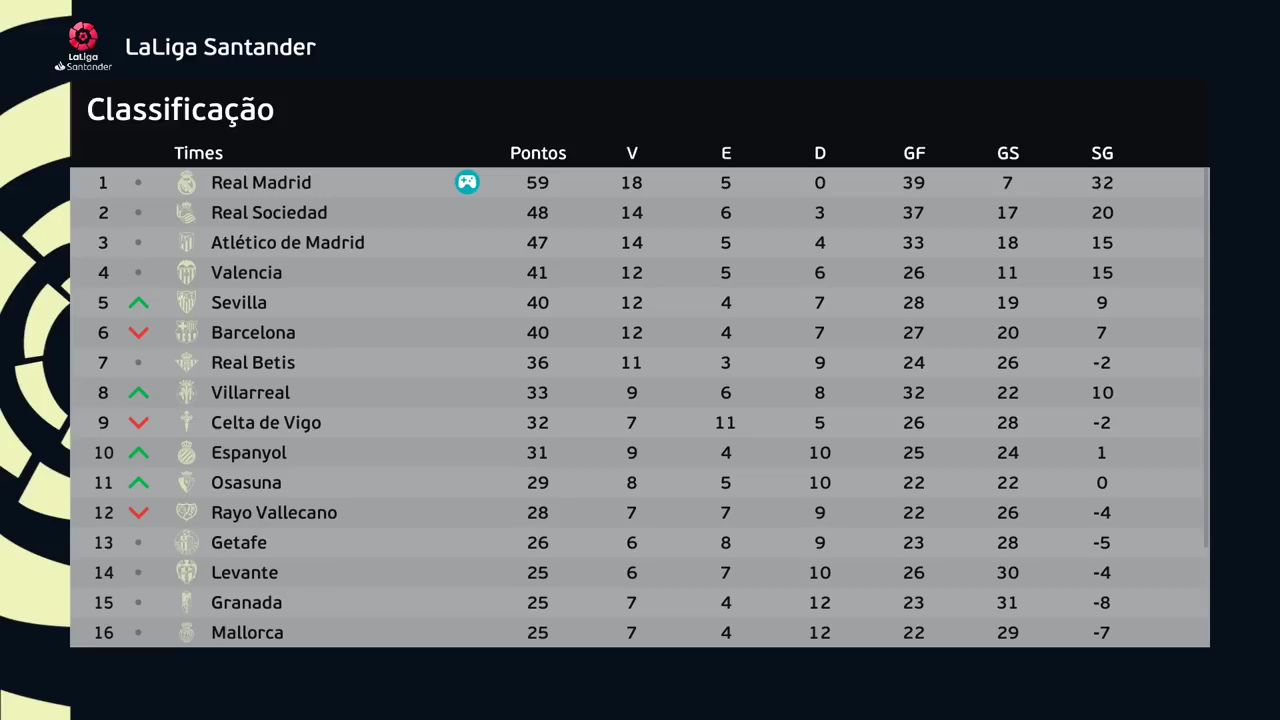 LaLiga Santander
LaLiga
Santander
Classificação
Times Pontos V E D GF GS SG
1 Real Madrid 59 18 5 0 39 7 32
2 Real Sociedad 48 14 6 3 37 17 20
3 Atlético de Madrid 47 14 5 4 33 18 15
4 Valencia 41 12 5 6 26 11 15
5 Sevilla 40 12 4 7 28 19 9
6 Barcelona 40 12 4 7 27 20 7
7 Real Betis 36 11 3 9 24 26 -2
8 Villarreal 33 9 6 8 32 22 10
9 Celta de Vigo 32 7 11 5 26 28 -2
10 Espanyol 31 9 4 10 25 24 1
11 Osasuna 29 8 5 10 22 22 0
12 Rayo Vallecano 28 7 7 9 22 26 -4
13 Getafe 26 6 8 9 23 28 -5
14 Levante 25 6 7 10 26 30 -4
15 Granada 25 7 4 12 23 31 -8
16 Mallorca 25 7 4 12 22 29 -7